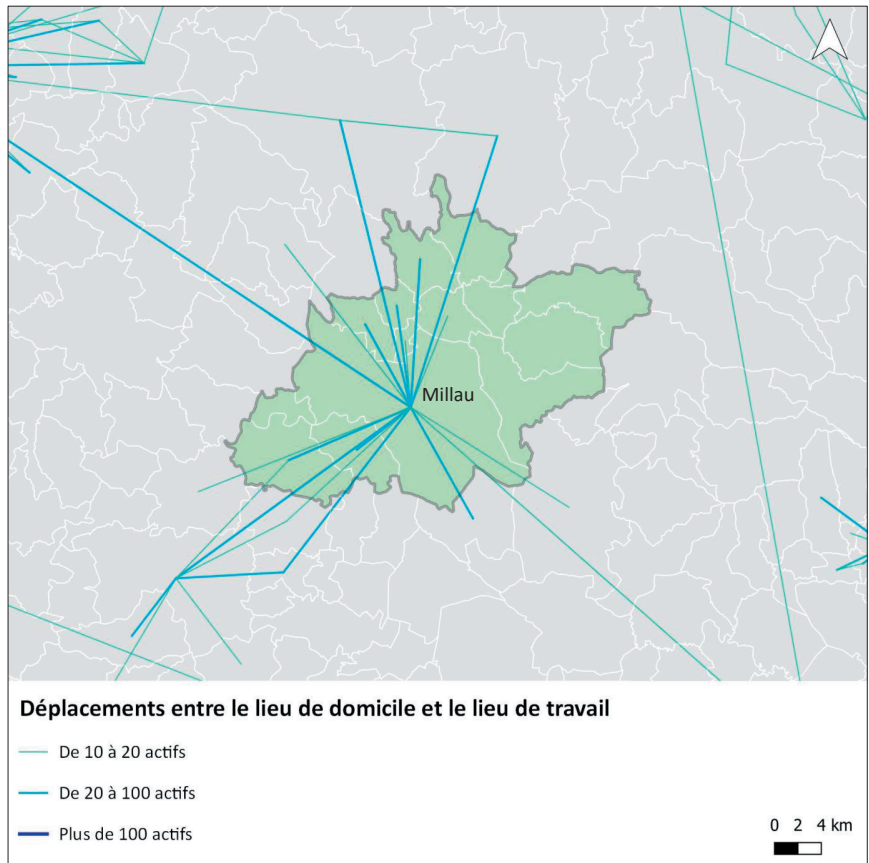 Millau
Déplacements entre le lieu de domicile et le lieu de travail
De 10 à 20 actifs
De 20 à 100 actifs
Plus de 100 actifs
0 2 4 km